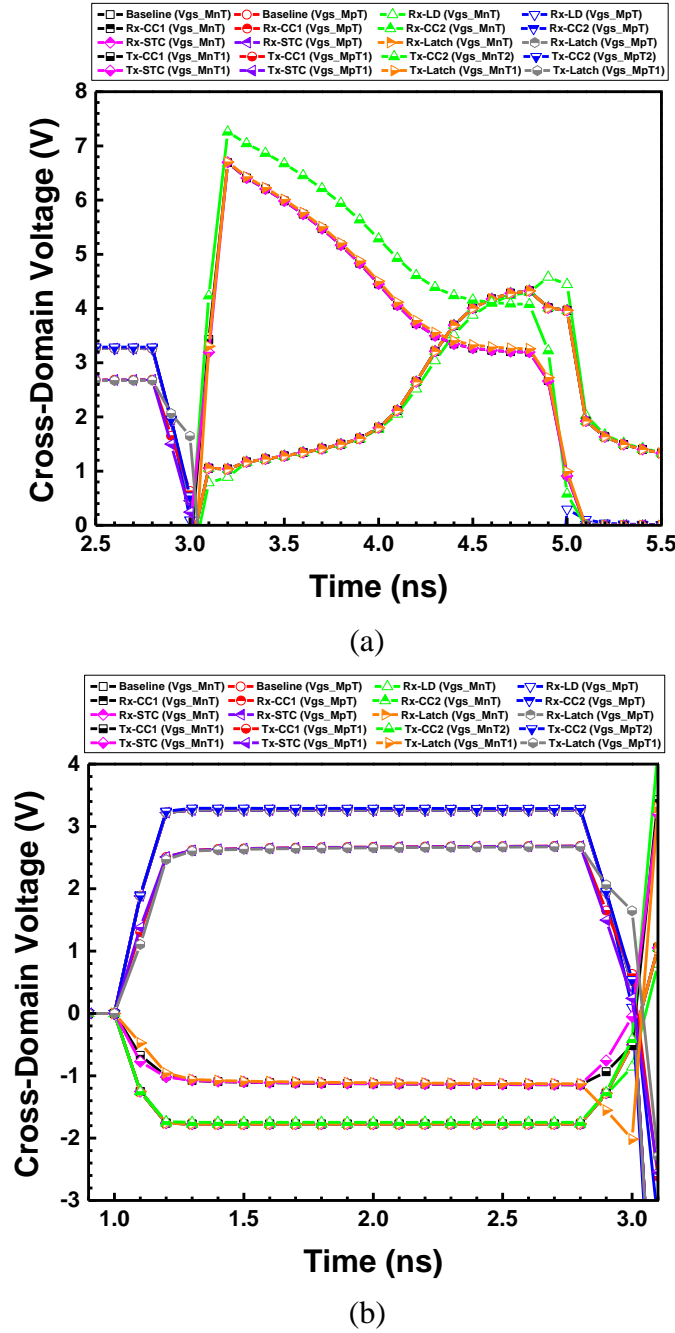 (a)
Baseline (Vgs_MnT) Baseline (Vgs_MpT) Rx-LD (Vgs_MnT) Rx-LD (Vgs_MpT)
Rx-CC1 (Vgs_MnT) Rx-CC1 (Vgs_MpT) Rx-CC2 (Vgs_MnT) Rx-CC2 (Vgs_MpT)
Rx-STC (Vgs_MnT) Rx-STC (Vgs_MpT) Rx-Latch (Vgs_MnT) Rx-Latch (Vgs_MpT)
Tx-CC1 (Vgs_MnT1) Tx-CC1 (Vgs_MpT1) Tx-CC2 (Vgs_MnT2) Tx-CC2 (Vgs_MpT2)
Tx-STC (Vgs_MnT1) Tx-STC (Vgs_MpT1) Tx-Latch (Vgs_MnT1) Tx-Latch (Vgs_MpT1)
8
7
6
5
4
3
2
1
0
Cross-Domain Voltage (V)
2.5 3.0 3.5 4.0 4.5 5.0 5.5
Time (ns)
(a)
Baseline (Vgs_MnT) Baseline (Vgs_MpT) Rx-LD (Vgs_MnT) Rx-LD (Vgs_MpT)
Rx-CC1 (Vgs_MnT) Rx-CC1 (Vgs_MpT) Rx-CC2 (Vgs_MnT) Rx-CC2 (Vgs_MpT)
Rx-STC (Vgs_MnT) Rx-STC (Vgs_MpT) Rx-Latch (Vgs_MnT) Rx-Latch (Vgs_MpT)
Tx-CC1 (Vgs_MnT1) Tx-CC1 (Vgs_MpT1) Tx-CC2 (Vgs_MnT2) Tx-CC2 (Vgs_MpT2)
Tx-STC (Vgs_MnT1) Tx-STC (Vgs_MpT1) Tx-Latch (Vgs_MnT1) Tx-Latch (Vgs_MpT1)
4
3
2
1
0
-1
-2
-3
Cross-Domain Voltage (V)
1.0 1.5 2.0 2.5 3.0
Time (ns)
(b)